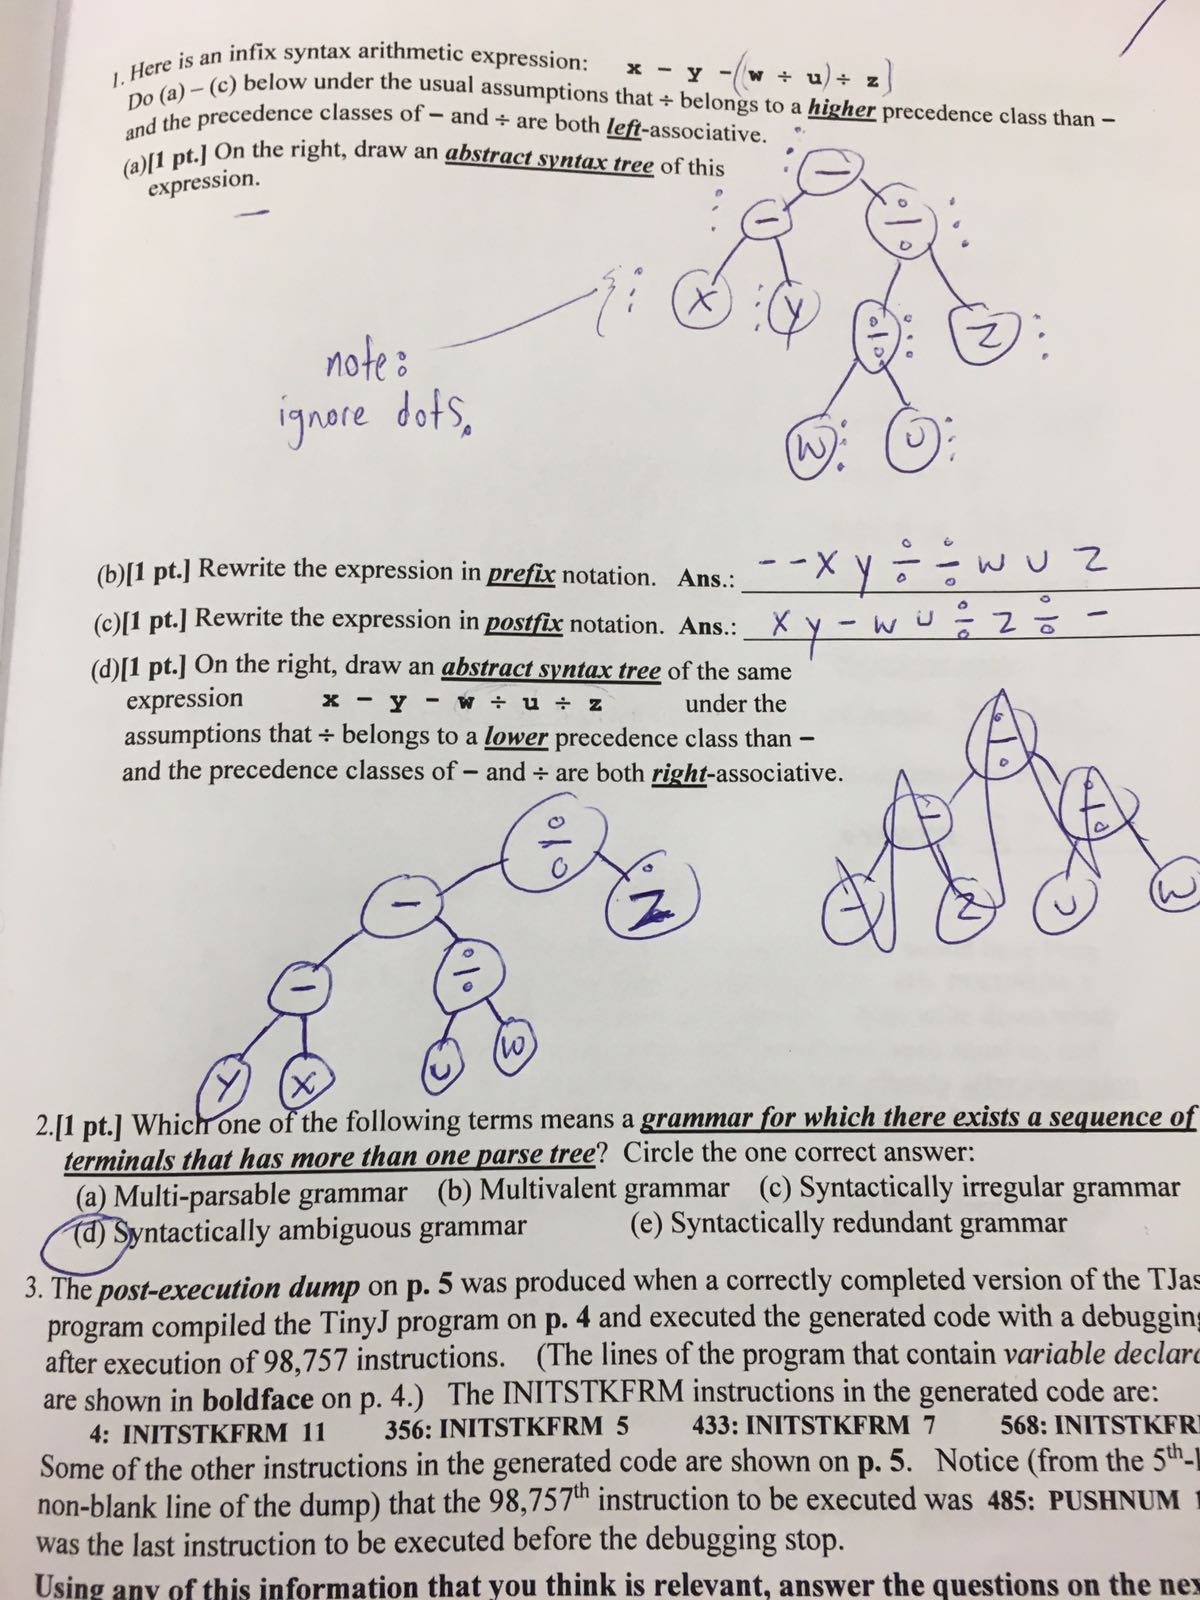 1. Here is an infix syntax arithmetic expression: x - y -((w ÷ u) ÷ z)
Do (a) – (c) below under the usual assumptions that ÷ belongs to a higher precedence class than –
and the precedence classes of – and ÷ are both left-associative.
(a)[1 pt.] On the right, draw an abstract syntax tree of this
expression.
−
− ÷
X Y ÷ Z
W U
note:
ignore dots.
(b)[1 pt.] Rewrite the expression in prefix notation. Ans.: - - X y ÷ ÷ W U Z
(c)[1 pt.] Rewrite the expression in postfix notation. Ans.: X y - W U ÷ Z ÷ -
(d)[1 pt.] On the right, draw an abstract syntax tree of the same
expression x - y - w ÷ u ÷ z under the
assumptions that ÷ belongs to a lower precedence class than –
and the precedence classes of – and ÷ are both right-associative.
÷
− ÷
− Z U W
÷
− Z
− ÷
Y X U W
2.[1 pt.] Which one of the following terms means a grammar for which there exists a sequence of
terminals that has more than one parse tree? Circle the one correct answer:
(a) Multi-parsable grammar (b) Multivalent grammar (c) Syntactically irregular grammar
(d) Syntactically ambiguous grammar (e) Syntactically redundant grammar
3. The post-execution dump on p. 5 was produced when a correctly completed version of the TJas
program compiled the TinyJ program on p. 4 and executed the generated code with a debugging
after execution of 98,757 instructions. (The lines of the program that contain variable declara
are shown in boldface on p. 4.) The INITSTKFRM instructions in the generated code are:
4: INITSTKFRM 11 356: INITSTKFRM 5 433: INITSTKFRM 7 568: INITSTKFR
Some of the other instructions in the generated code are shown on p. 5. Notice (from the 5th-l
non-blank line of the dump) that the 98,757th instruction to be executed was 485: PUSHNUM 1
was the last instruction to be executed before the debugging stop.
Using any of this information that you think is relevant, answer the questions on the nex